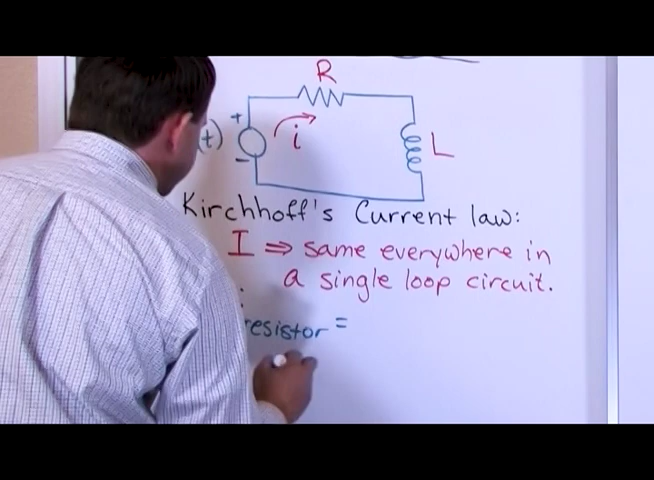 R
+
(t)
i
L
-
Kirchhoff's Current law:
I ⇒ same everywhere in
a single loop circuit.
:
resistor =